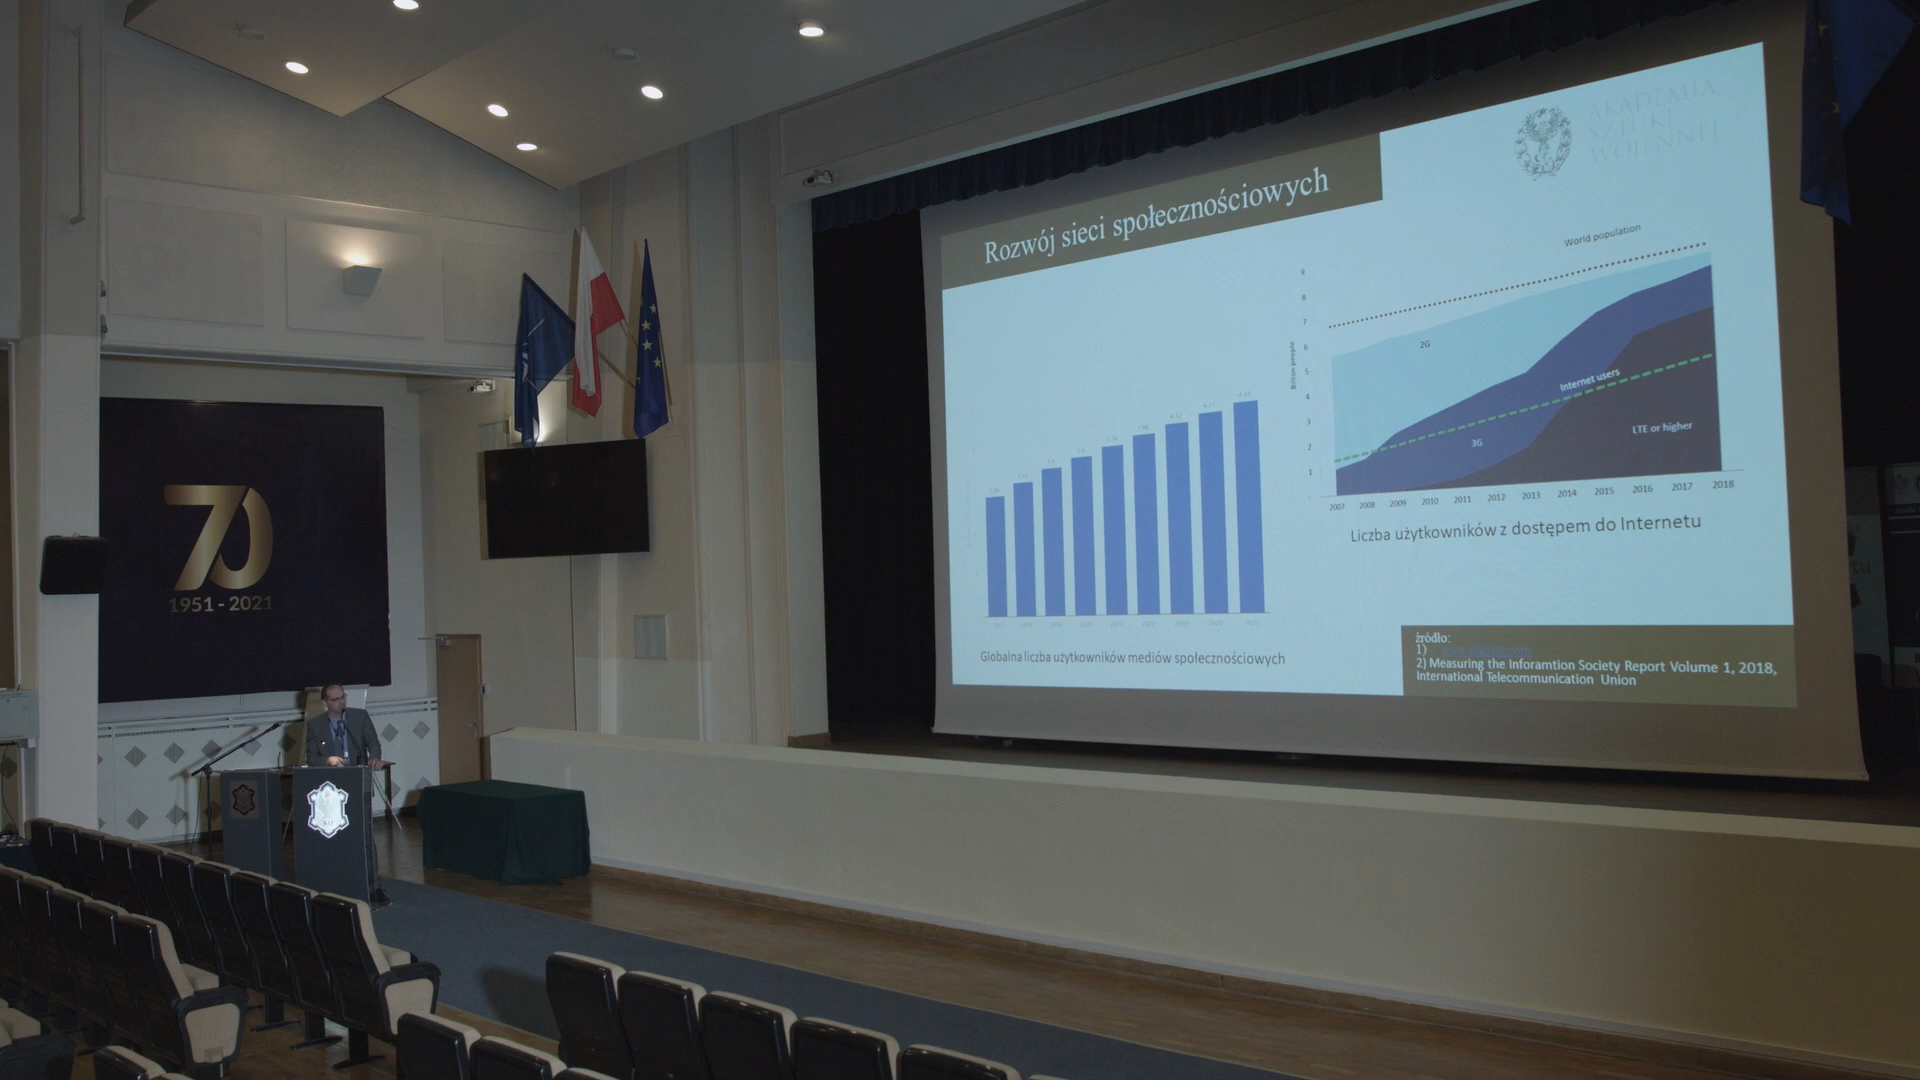 70
1951 - 2021
AKADEMIA
SZTUKI
WOJENNEJ
Rozwój sieci społecznościowych
Globalna liczba użytkowników mediów społecznościowych
World population
Billion people
9
8
7
6
5
4
3
2
1
2G
Internet users
3G
LTE or higher
2007 2008 2009 2010 2011 2012 2013 2014 2015 2016 2017 2018
Liczba użytkowników z dostępem do Internetu
źródło:
1)
2) Measuring the Inforamtion Society Report Volume 1, 2018,
International Telecommunication Union